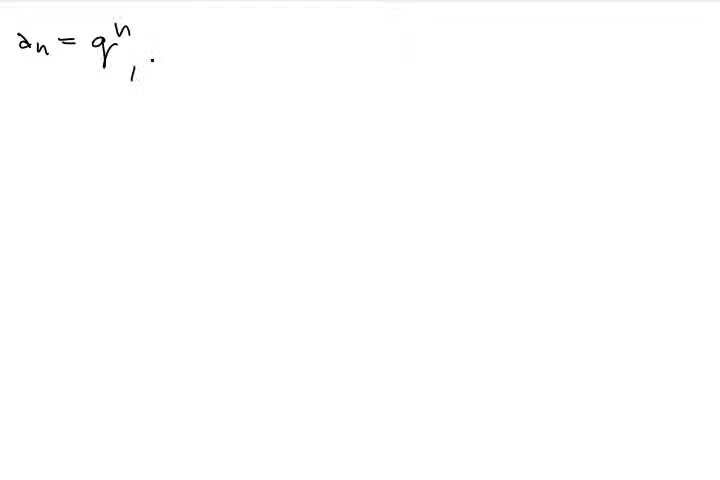 aₙ = qⁿ, .